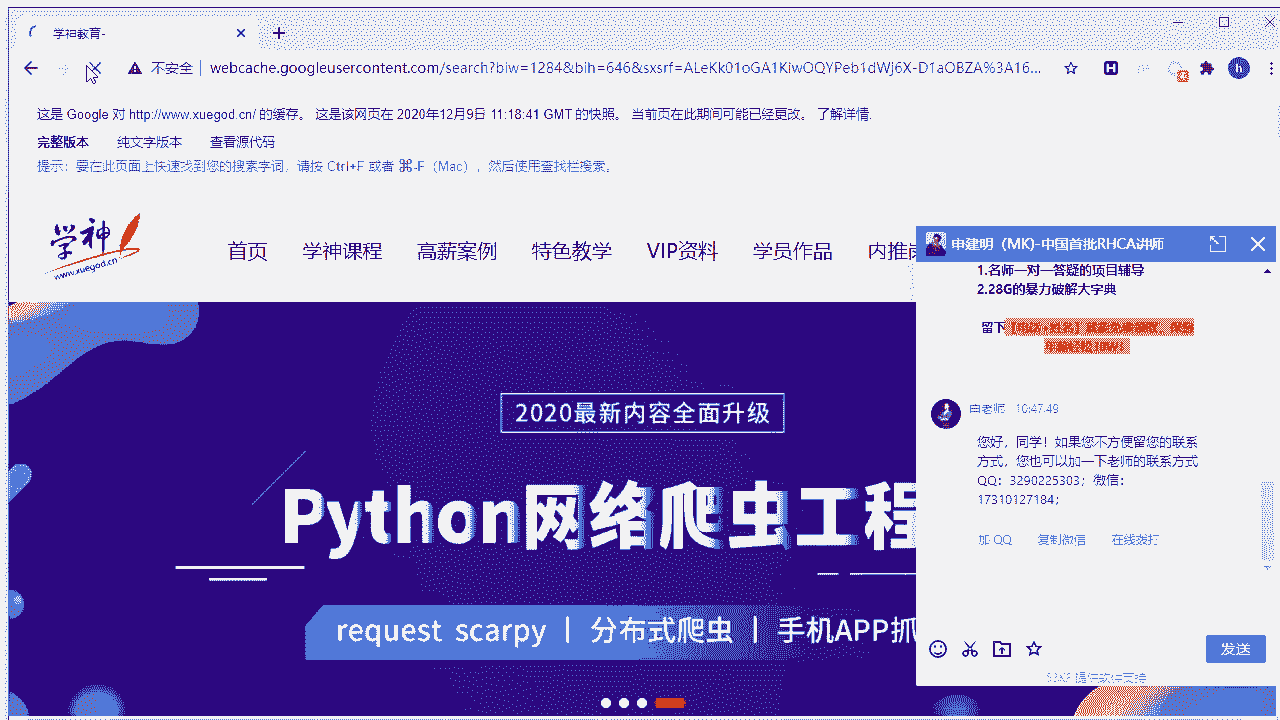 学神教育-
不安全 webcache.googleusercontent.com/search?biw=1284&bih=646&sxsrf=ALeKk01oGA1KiwOQYPeb1dWj6X-D1aOBZA%3A16...
这是 Google 对 http://www.xuegod.cn/ 的缓存。 这是该网页在 2020年12月9日 11:18:41 GMT 的快照。 当前页在此期间可能已经更改。 了解详情.
完整版本 纯文字版本 查看源代码
提示: 要在此页面上快速找到您的搜索字词，请按 Ctrl+F 或者 ⌘-F（Mac），然后使用查找栏搜索。
学神
www.xuegod.cn
首页 学神课程 高薪案例 特色教学 VIP资料 学员作品 内推
2020最新内容全面升级
Python网络爬虫工程
request scarpy | 分布式爬虫 | 手机APP抓
申建明（MK)-中国首批RHCA讲师
1.名师一对一答疑的项目辅导
2.28G的暴力破解大字典
留下
老师 10:47:49
您好，同学！如果您不方便留您的联系
方式，您也可以加一下老师的联系方式
QQ：3290225303；微信：
17310127184；
加 QQ 复制微信 在线拨打
发送